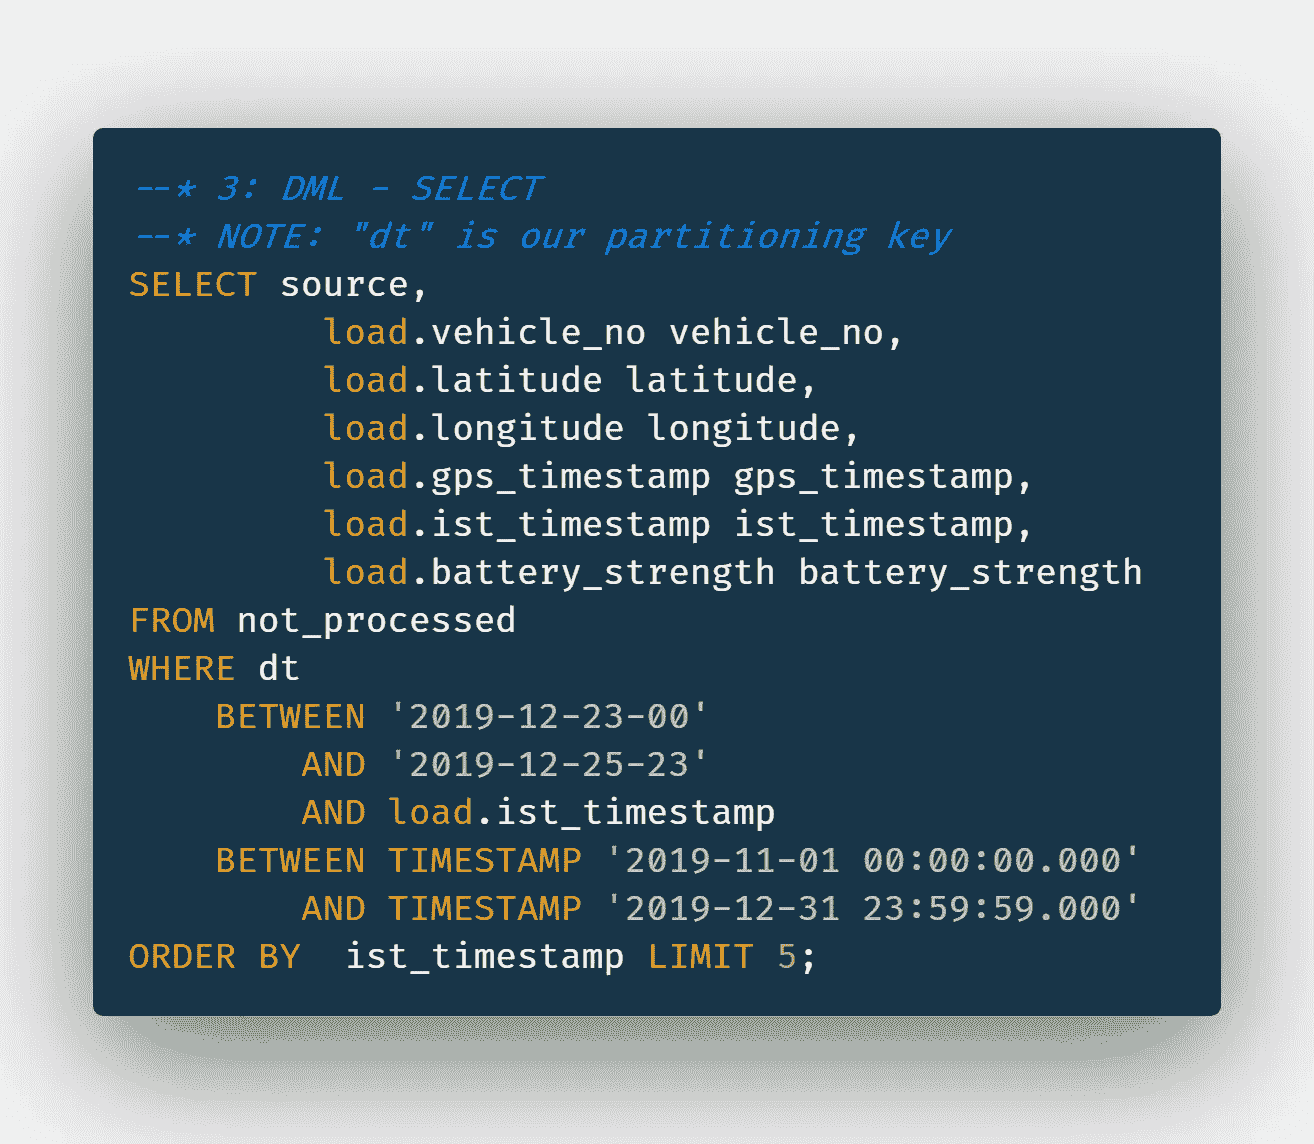 --* 3: DML - SELECT
--* NOTE: "dt" is our partitioning key
SELECT source,
         load.vehicle_no vehicle_no,
         load.latitude latitude,
         load.longitude longitude,
         load.gps_timestamp gps_timestamp,
         load.ist_timestamp ist_timestamp,
         load.battery_strength battery_strength
FROM not_processed
WHERE dt
    BETWEEN '2019-12-23-00'
        AND '2019-12-25-23'
        AND load.ist_timestamp
    BETWEEN TIMESTAMP '2019-11-01 00:00:00.000'
        AND TIMESTAMP '2019-12-31 23:59:59.000'
ORDER BY  ist_timestamp LIMIT 5;